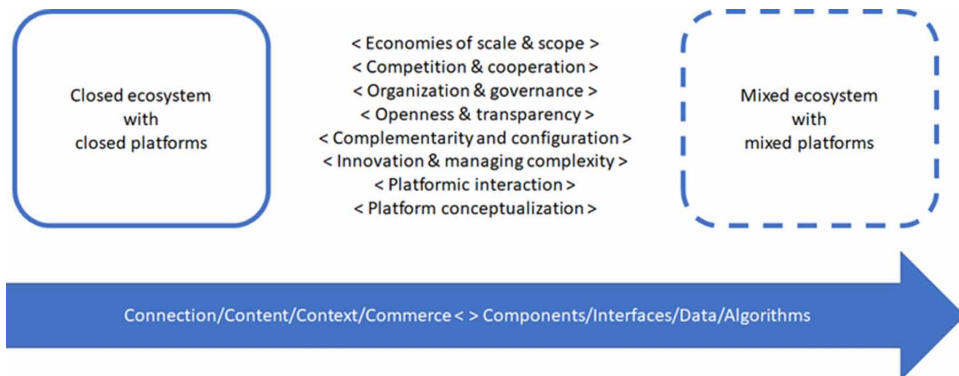 Closed ecosystem
with
closed platforms
< Economies of scale & scope >
< Competition & cooperation >
< Organization & governance >
< Openness & transparency >
< Complementarity and configuration >
< Innovation & managing complexity >
< Platformic interaction >
< Platform conceptualization >
Mixed ecosystem
with
mixed platforms
Connection/Content/Context/Commerce < > Components/Interfaces/Data/Algorithms